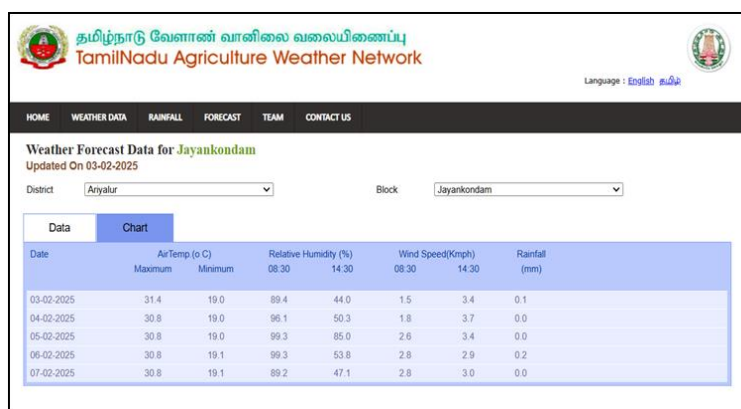 தமிழ்நாடு வேளாண் வானிலை வலையிணைப்பு
TamilNadu Agriculture Weather Network
Language : English தமிழ்
HOME WEATHER DATA RAINFALL FORECAST TEAM CONTACT US
Weather Forecast Data for Jayankondam
Updated On 03-02-2025
District Ariyalur Block Jayankondam
Data Chart
Date AirTemp.(o C) Relative Humidity (%) Wind Speed(Kmph) Rainfall
Maximum Minimum 08:30 14:30 08:30 14:30 (mm)
03-02-2025 31.4 19.0 89.4 44.0 1.5 3.4 0.1
04-02-2025 30.8 19.0 96.1 50.3 1.8 3.7 0.0
05-02-2025 30.8 19.0 99.3 85.0 2.6 3.4 0.0
06-02-2025 30.8 19.1 99.3 53.8 2.8 2.9 0.2
07-02-2025 30.8 19.1 89.2 47.1 2.8 3.0 0.0